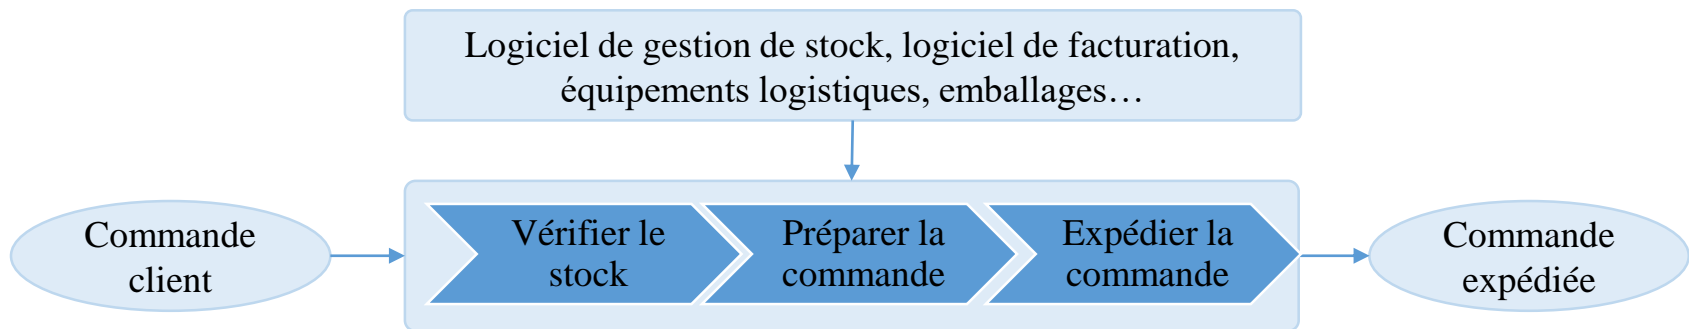 Logiciel de gestion de stock, logiciel de facturation,
équipements logistiques, emballages…
Commande
client
Vérifier le
stock
Préparer la
commande
Expédier la
commande
Commande
expédiée